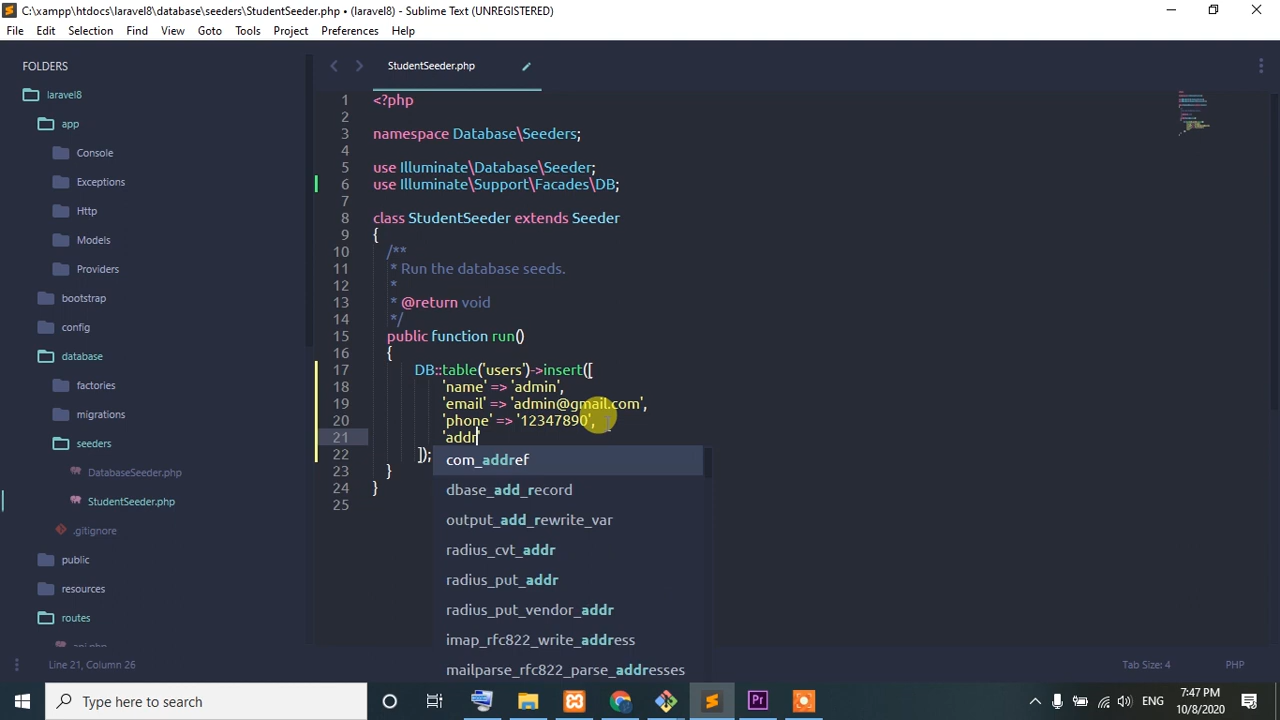 C:\xampp\htdocs\laravel8\database\seeders\StudentSeeder.php • (laravel8) - Sublime Text (UNREGISTERED)
File Edit Selection Find View Goto Tools Project Preferences Help
FOLDERS
laravel8
app
Console
Exceptions
Http
Models
Providers
bootstrap
config
database
factories
migrations
seeders
DatabaseSeeder.php
StudentSeeder.php
.gitignore
public
resources
routes
api.php
StudentSeeder.php
1 <?php
2
3 namespace Database\Seeders;
4
5 use Illuminate\Database\Seeder;
6 use Illuminate\Support\Facades\DB;
7
8 class StudentSeeder extends Seeder
9 {
10 /**
11 * Run the database seeds.
12 *
13 * @return void
14 */
15 public function run()
16 {
17 DB::table('users')->insert([
18 'name' => 'admin',
19 'email' => 'admin@gmail.com',
20 'phone' => '12347890',
21 'addr'
22 ]);
23 }
24 }
25
com_addref
dbase_add_record
output_add_rewrite_var
radius_cvt_addr
radius_put_addr
radius_put_vendor_addr
imap_rfc822_write_address
mailparse_rfc822_parse_addresses
Line 21, Column 26
Tab Size: 4 PHP
Type here to search
ENG
7:47 PM
10/8/2020